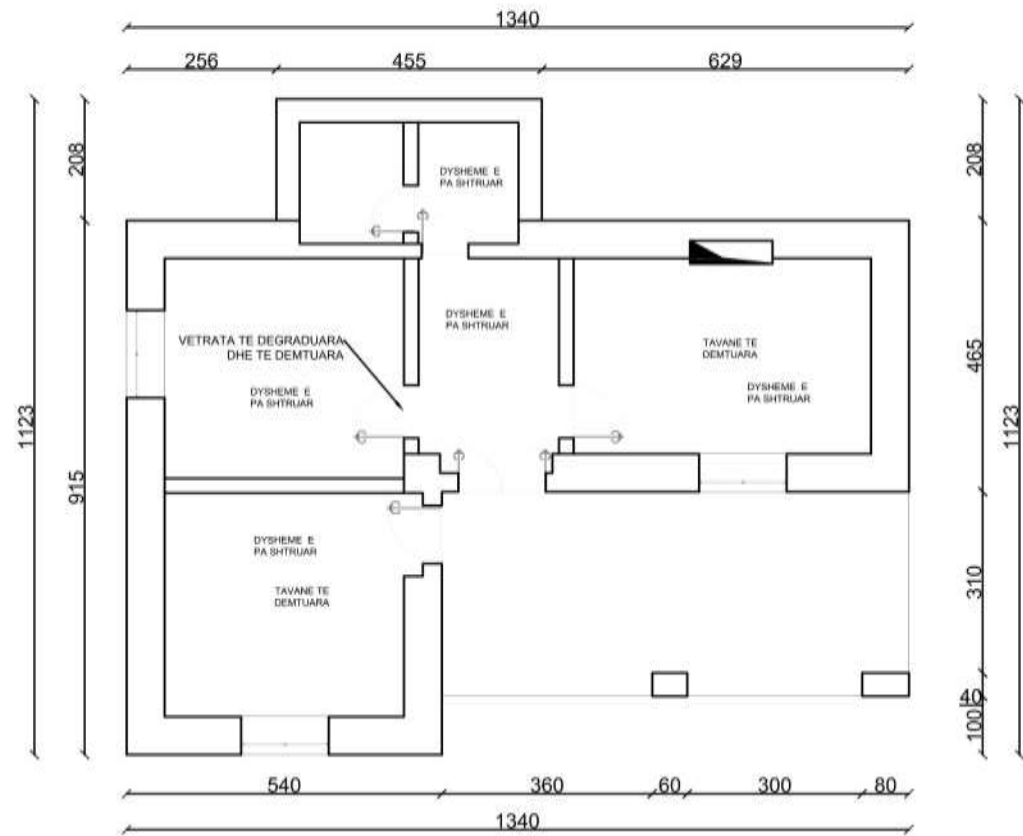 1340
256 455 629
208
208
DYSHEME E
PA SHTRUAR
DYSHEME E
PA SHTRUAR
VETRATA TE DEGRADUARA
DHE TE DEMTUARA
TAVANE TE
DEMTUARA
DYSHEME E
PA SHTRUAR
DYSHEME E
PA SHTRUAR
465
1123
1123
915
DYSHEME E
PA SHTRUAR
TAVANE TE
DEMTUARA
310
40
100
540 360 60 300 80
1340